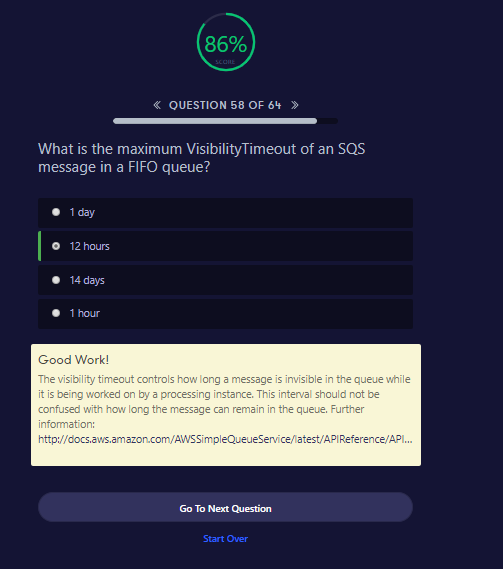 86%
SCORE
« QUESTION 58 OF 64 »
What is the maximum VisibilityTimeout of an SQS
message in a FIFO queue?
1 day
12 hours
14 days
1 hour
Good Work!
The visibility timeout controls how long a message is invisible in the queue while
it is being worked on by a processing instance. This interval should not be
confused with how long the message can remain in the queue. Further
information:
http://docs.aws.amazon.com/AWSSimpleQueueService/latest/APIReference/API...
Go To Next Question
Start Over